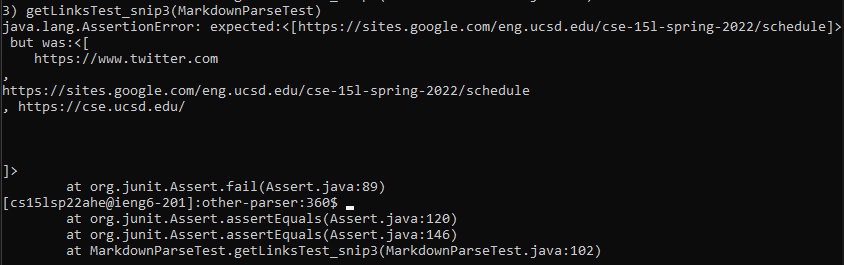 3) getLinksTest_snip3(MarkdownParseTest)
java.lang.AssertionError: expected:<[https://sites.google.com/eng.ucsd.edu/cse-15l-spring-2022/schedule]>
 but was:<[
    https://www.twitter.com
,
https://sites.google.com/eng.ucsd.edu/cse-15l-spring-2022/schedule
, https://cse.ucsd.edu/
]>
        at org.junit.Assert.fail(Assert.java:89)
[cs15lsp22ahe@ieng6-201]:other-parser:360$
        at org.junit.Assert.assertEquals(Assert.java:120)
        at org.junit.Assert.assertEquals(Assert.java:146)
        at MarkdownParseTest.getLinksTest_snip3(MarkdownParseTest.java:102)